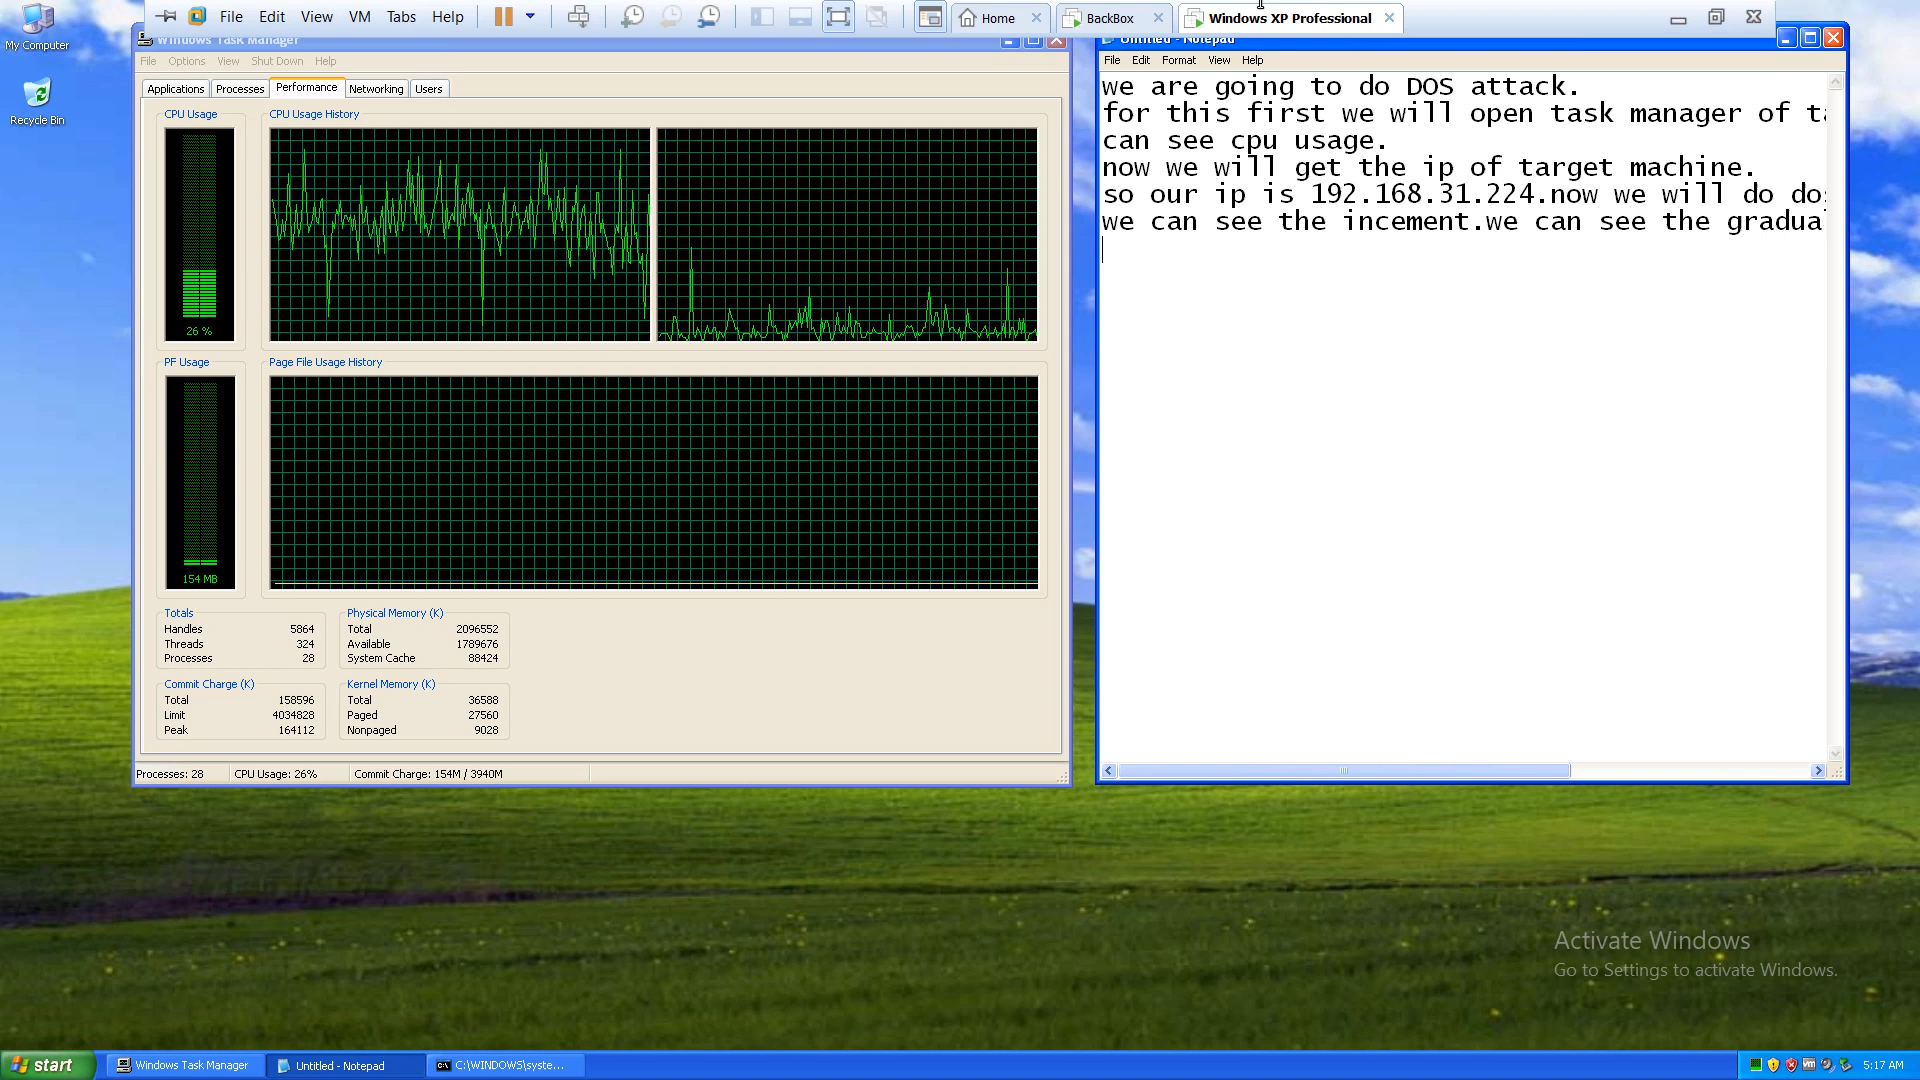 File Edit View VM Tabs Help
Home
BackBox
Windows XP Professional
My Computer
Recycle Bin
Windows Task Manager
File Options View Shut Down Help
Applications Processes Performance Networking Users
CPU Usage
26 %
CPU Usage History
PF Usage
154 MB
Page File Usage History
Totals
Handles 5864
Threads 324
Processes 28
Physical Memory (K)
Total 2096552
Available 1789676
System Cache 88424
Commit Charge (K)
Total 158596
Limit 4034828
Peak 164112
Kernel Memory (K)
Total 36588
Paged 27560
Nonpaged 9028
Processes: 28 CPU Usage: 26% Commit Charge: 154M / 3940M
Untitled - Notepad
File Edit Format View Help
we are going to do DOS attack.
for this first we will open task manager of
can see cpu usage.
now we will get the ip of target machine.
so our ip is 192.168.31.224.now we will do
we can see the incement.we can see the
Activate Windows
Go to Settings to activate Windows.
start
Windows Task Manager
Untitled - Notepad
C:\WINDOWS\syste...
5:17 AM